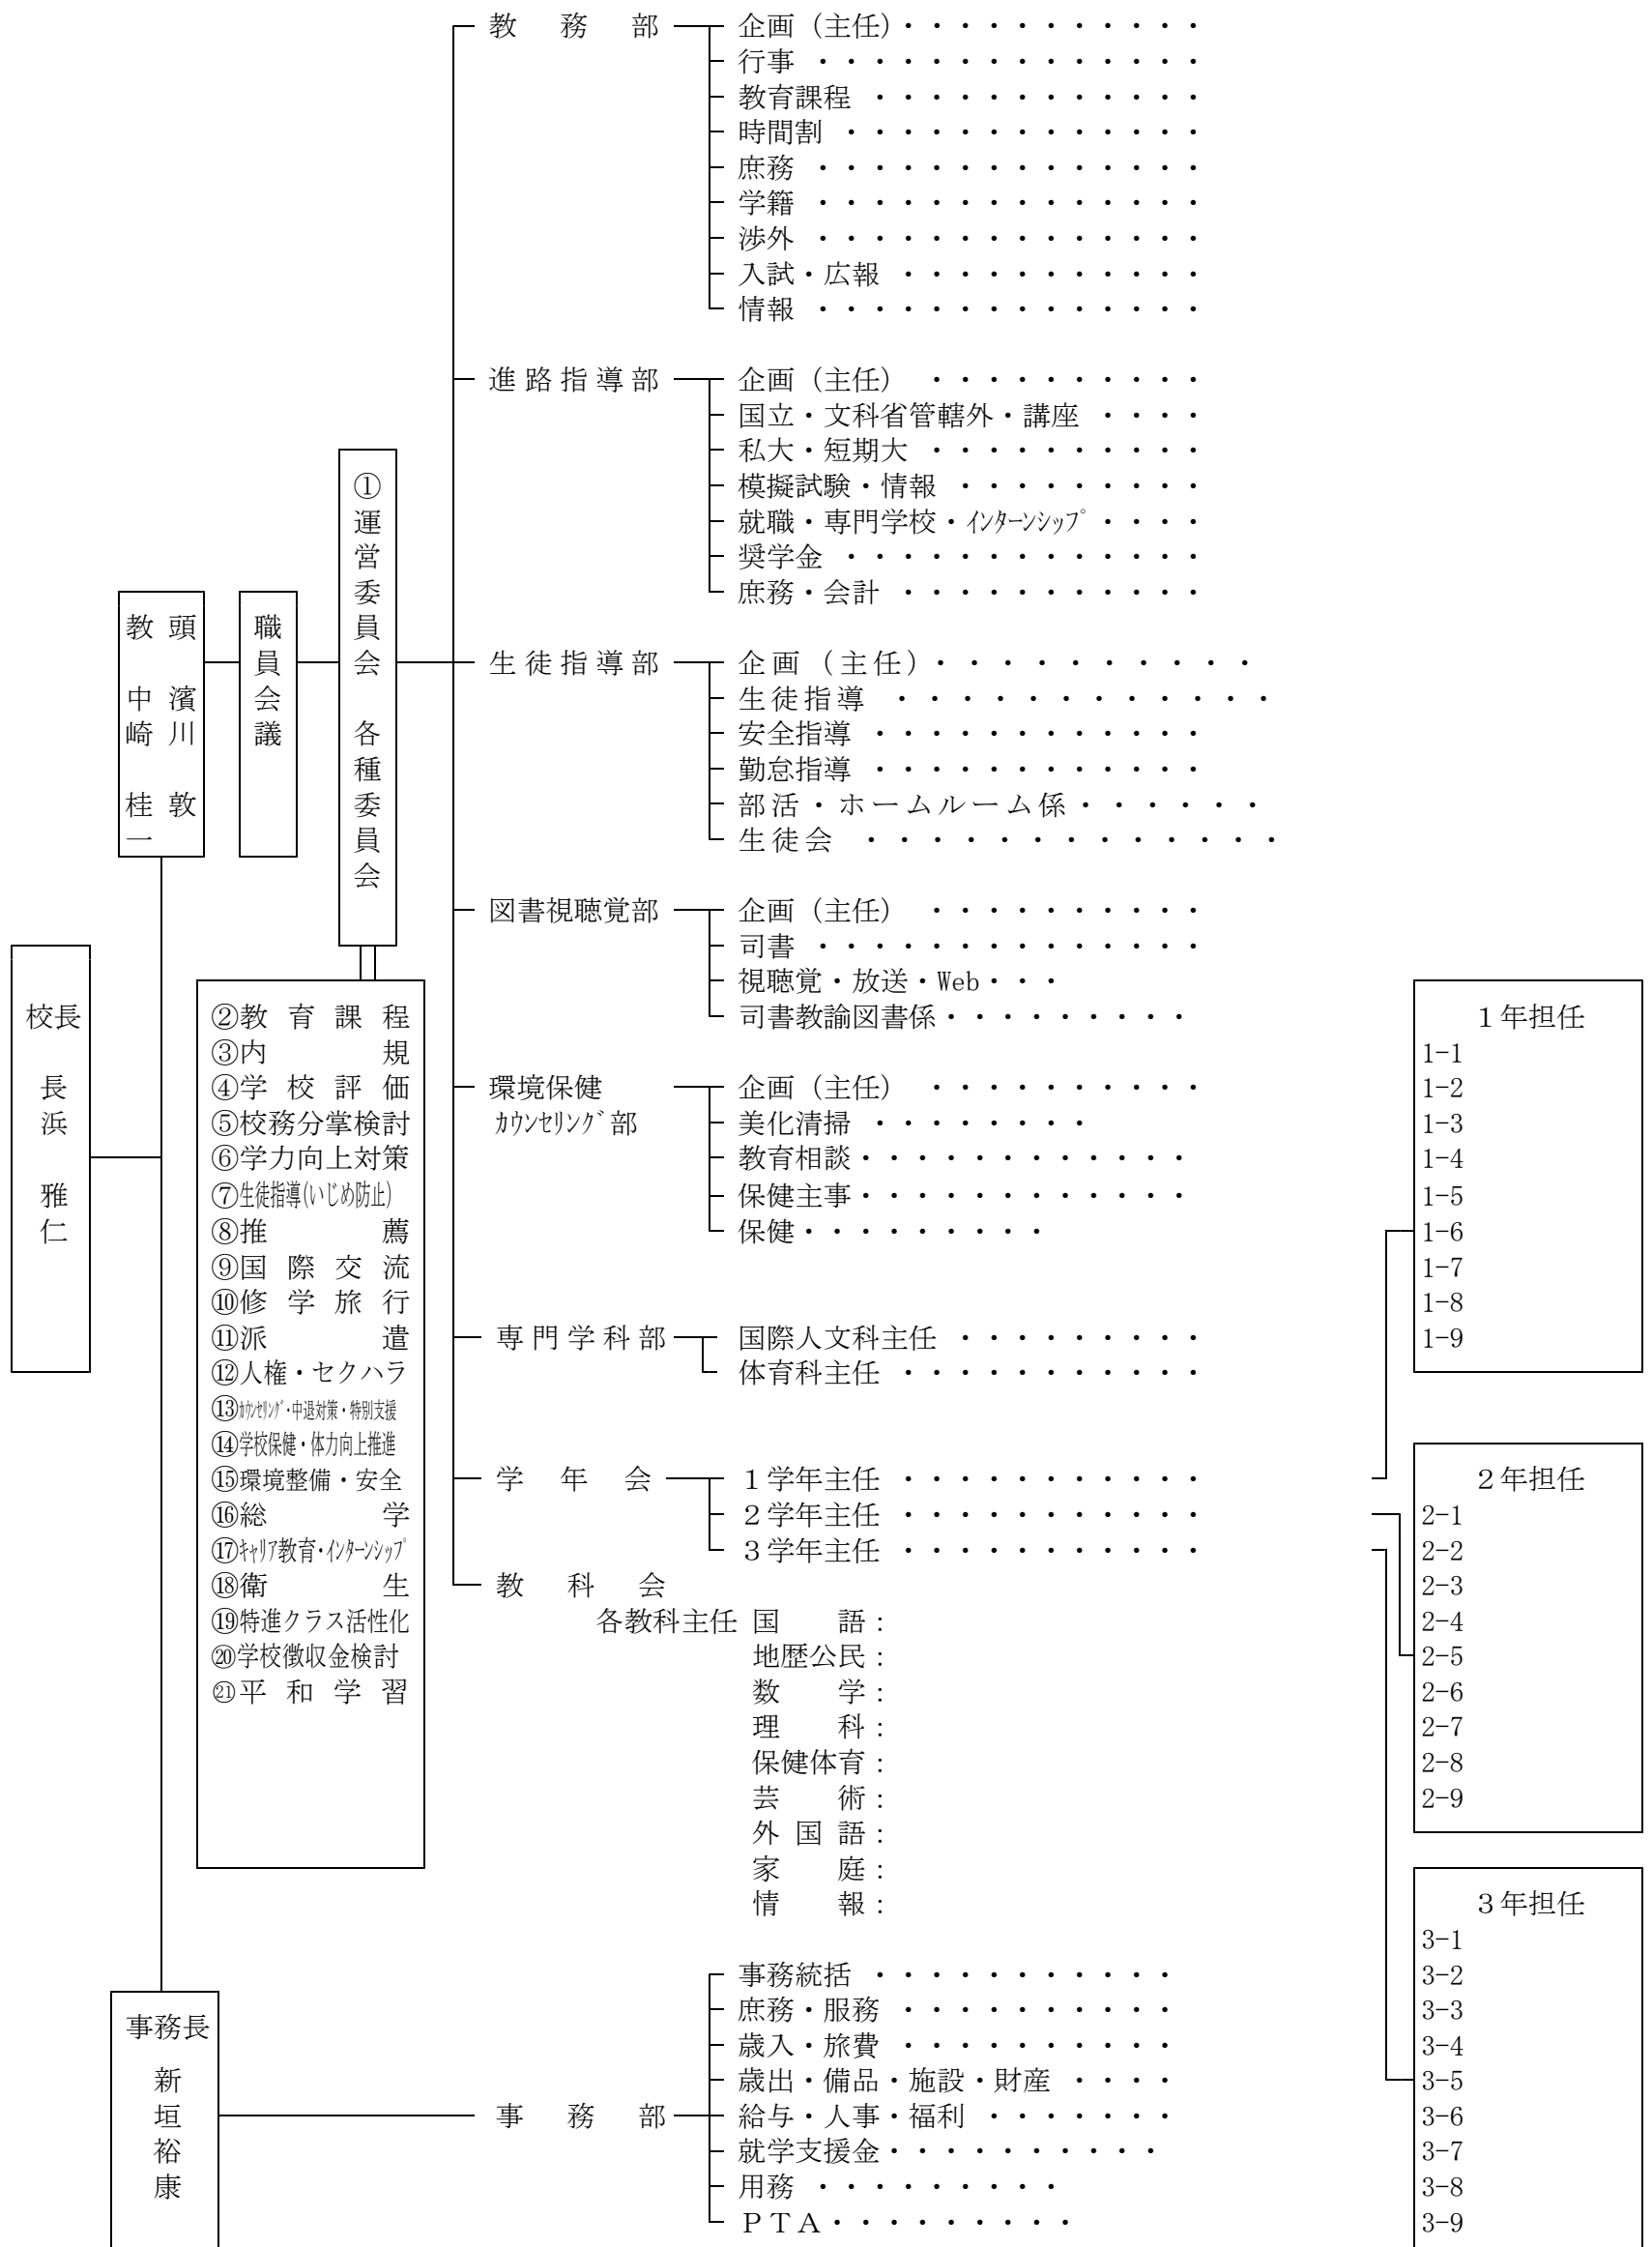 教務部
企画（主任）・・・・・・・・・・・
行事 ・・・・・・・・・・・・・・
教育課程 ・・・・・・・・・・・・
時間割 ・・・・・・・・・・・・・
庶務 ・・・・・・・・・・・・・・
学籍 ・・・・・・・・・・・・・・
渉外 ・・・・・・・・・・・・・・
入試・広報 ・・・・・・・・・・・
情報 ・・・・・・・・・・・・・・
進路指導部
企画（主任） ・・・・・・・・・・
国立・文科省管轄外・講座 ・・・・
私大・短期大 ・・・・・・・・・・
模擬試験・情報 ・・・・・・・・・
就職・専門学校・インターンシップ・・・・
奨学金 ・・・・・・・・・・・・・
庶務・会計 ・・・・・・・・・・・
生徒指導部
企画（主任）・・・・・・・・・・
生徒指導 ・・・・・・・・・・・・
安全指導 ・・・・・・・・・・・・
勤怠指導 ・・・・・・・・・・・・
部活・ホームルーム係・・・・・・
生徒会 ・・・・・・・・・・・・・
図書視聴覚部
企画（主任） ・・・・・・・・・・
司書 ・・・・・・・・・・・・・・
視聴覚・放送・Web・・・
司書教諭図書係・・・・・・・・・
環境保健
カウンセリング部
企画（主任） ・・・・・・・・・・
美化清掃 ・・・・・・・・
教育相談・・・・・・・・・・・・
保健主事・・・・・・・・・・・・
保健・・・・・・・・・
専門学科部
国際人文科主任 ・・・・・・・・・
体育科主任 ・・・・・・・・・・・
学年会
１学年主任 ・・・・・・・・・・・
２学年主任 ・・・・・・・・・・・
３学年主任 ・・・・・・・・・・・
教科会
各教科主任 国語：
地歴公民：
数学：
理科：
保健体育：
芸術：
外国語：
家庭：
情報：
事務部
事務統括 ・・・・・・・・・・・
庶務・服務 ・・・・・・・・・・
歳入・旅費 ・・・・・・・・・・
歳出・備品・施設・財産 ・・・・
給与・人事・福利 ・・・・・・・
就学支援金・・・・・・・・・・
用務 ・・・・・・・・・
ＰＴＡ・・・・・・・・・
①運営委員会 各種委員会
職員会議
教頭
濱川 敦
中崎 桂一
校長
長浜 雅仁
②教育課程
③内規
④学校評価
⑤校務分掌検討
⑥学力向上対策
⑦生徒指導(いじめ防止)
⑧推薦
⑨国際交流
⑩修学旅行
⑪派遣
⑫人権・セクハラ
⑬カウンセリング・中退対策・特別支援
⑭学校保健・体力向上推進
⑮環境整備・安全
⑯総学
⑰キャリア教育・インターンシップ
⑱衛生
⑲特進クラス活性化
⑳学校徴収金検討
㉑平和学習
事務長
新垣裕康
１年担任
1-1
1-2
1-3
1-4
1-5
1-6
1-7
1-8
1-9
２年担任
2-1
2-2
2-3
2-4
2-5
2-6
2-7
2-8
2-9
３年担任
3-1
3-2
3-3
3-4
3-5
3-6
3-7
3-8
3-9